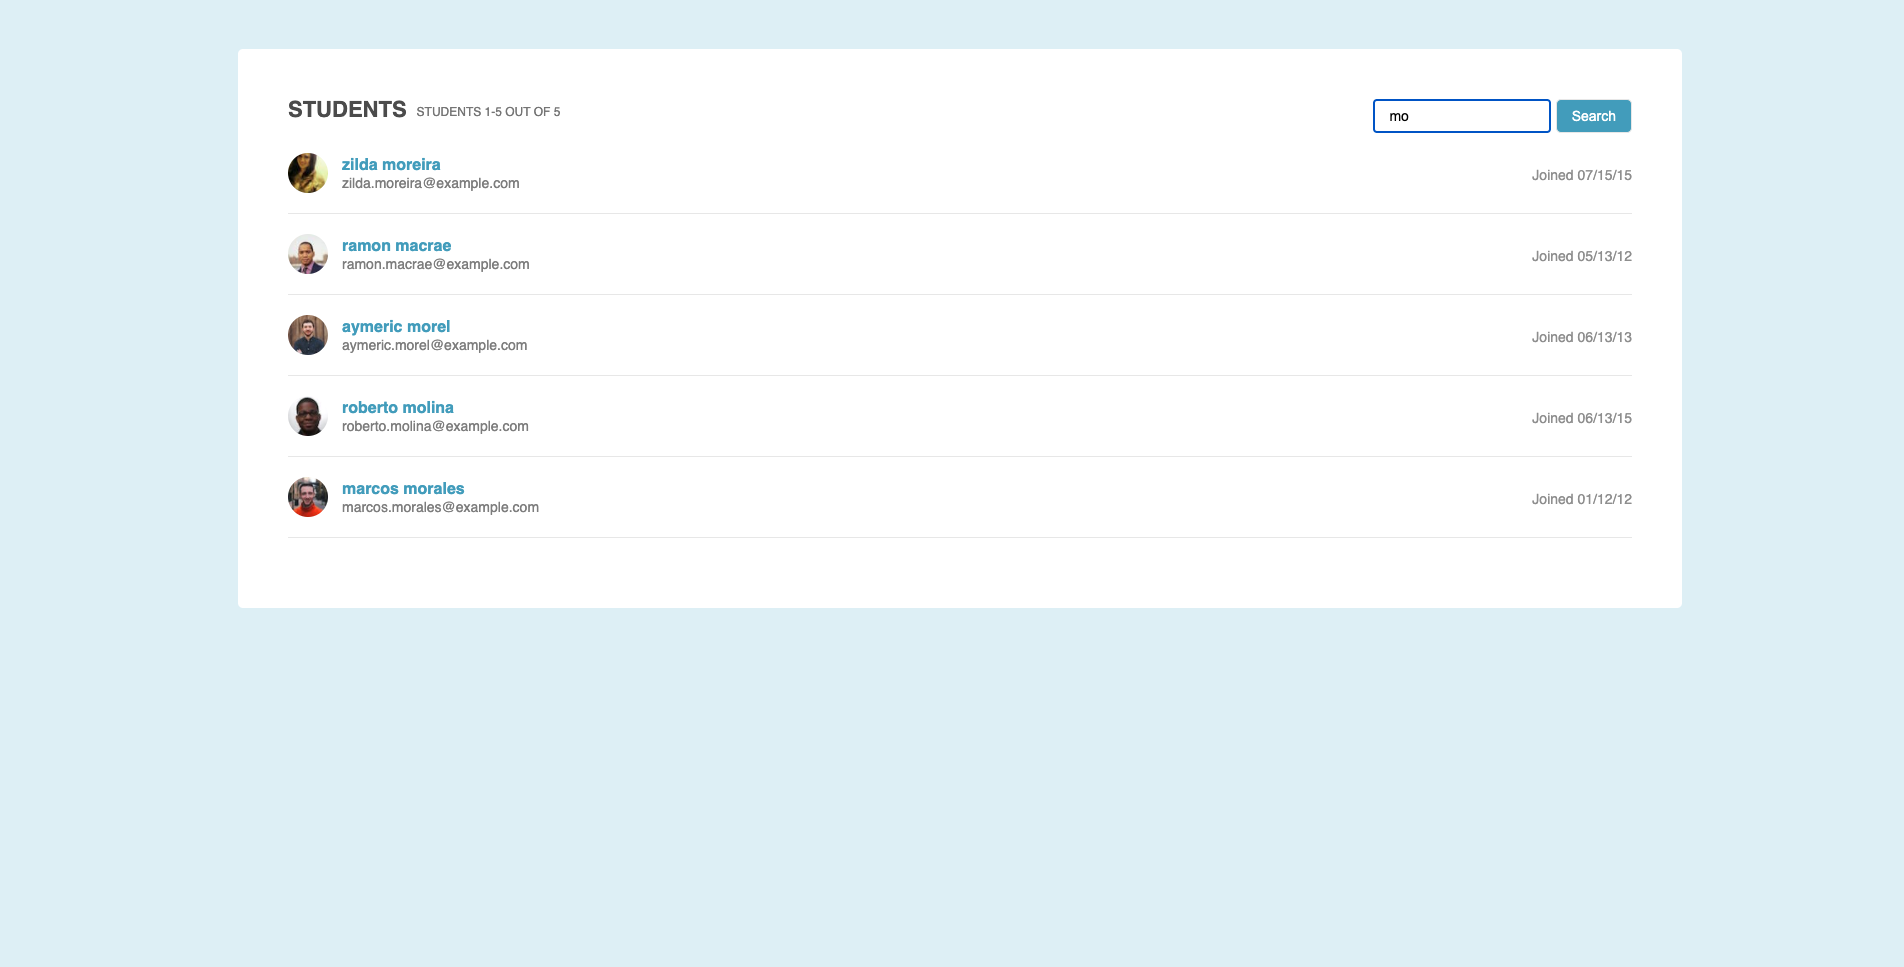 STUDENTS STUDENTS 1-5 OUT OF 5
mo Search
zilda moreira
zilda.moreira@example.com
Joined 07/15/15
ramon macrae
ramon.macrae@example.com
Joined 05/13/12
aymeric morel
aymeric.morel@example.com
Joined 06/13/13
roberto molina
roberto.molina@example.com
Joined 06/13/15
marcos morales
marcos.morales@example.com
Joined 01/12/12